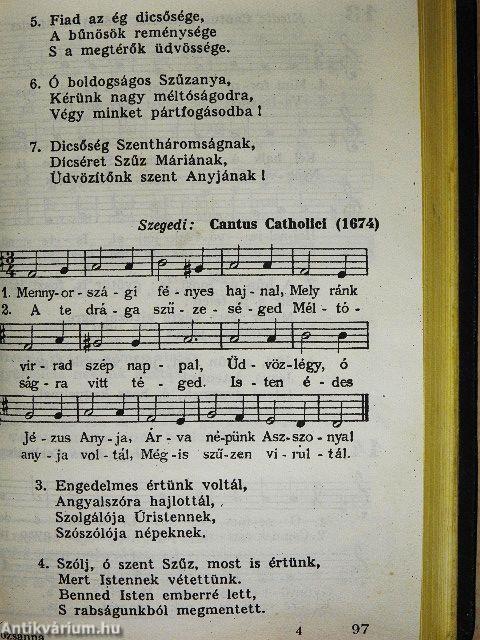 5. Fiad az ég dicsősége,
A bűnösök reménysége
S a megtérők üdvössége.
6. Ó boldogságos Szűzanya,
Kérünk nagy méltóságodra,
Végy minket pártfogásodba!
7. Dicsőség Szentháromságnak,
Dicséret Szűz Máriának,
Üdvözítőnk szent Anyjának!
Szegedi: Cantus Catholici (1674)
3
4
1. Menny-or-szá-gi fé-nyes haj-nal, Mely ránk
2. A te drá-ga szü-ze-sé-ged Mél-tó-
vir-rad szép nap-pal, Üd-vöz-légy, ó
ság-ra vitt té-ged. Is-ten é-des
Jé-zus Any-ja, Ár-va né-pünk Asz-szo-nya!
any-ja vol-tál, Még-is szű-zen vi-rul-tál.
3. Engedelmes értünk voltál,
Angyalszóra hajlottál,
Szolgálója Úristennek,
Szószólója népeknek.
4. Szólj, ó szent Szűz, most is értünk,
Mert Istennek vétettünk.
Benned Isten emberré lett,
S rabságunkból megmentett.
4 97
Antikvárium.hu